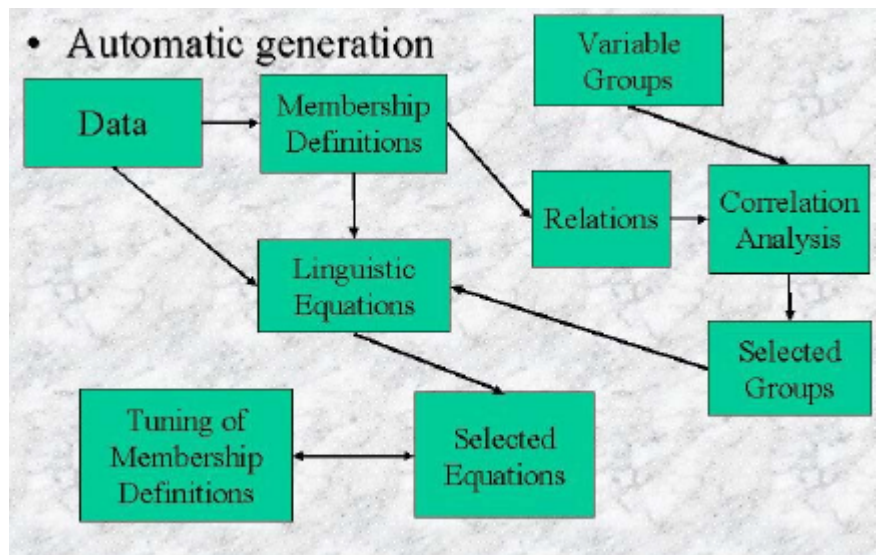 • Automatic generation
Variable
Groups
Data
Membership
Definitions
Relations
Correlation
Analysis
Linguistic
Equations
Selected
Groups
Tuning of
Membership
Definitions
Selected
Equations